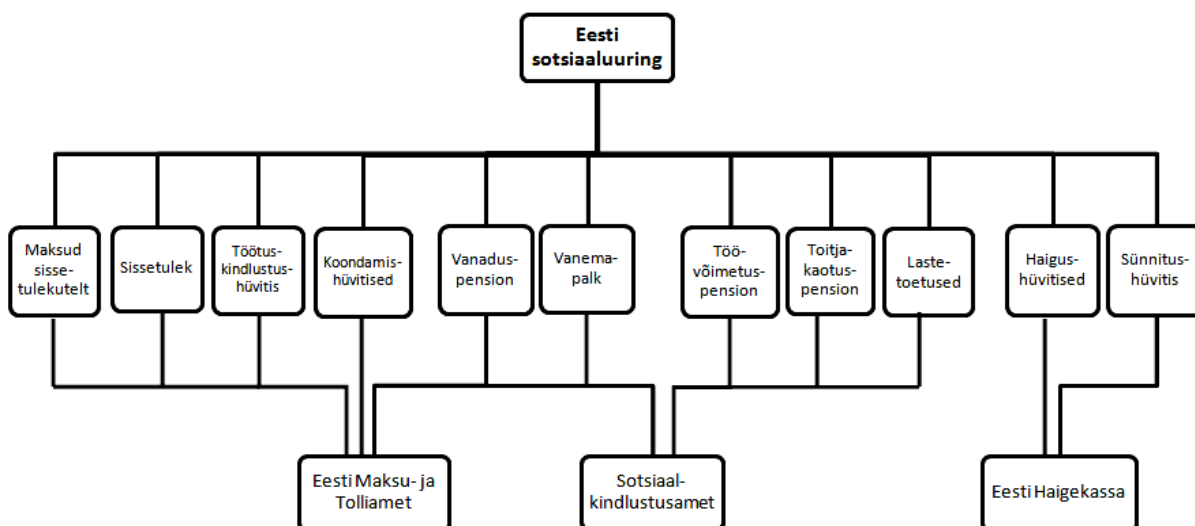 Eesti
sotsiaaluuring
Maksud
sisse-
tulekutelt
Sissetulek
Töötus-
kindlustus-
hüvitis
Koondamis-
hüvitised
Vanadus-
pension
Vanema-
palk
Töö-
võimetus-
pension
Toitja-
kaotus-
pension
Laste-
toetused
Haigus-
hüvitised
Sünnitus-
hüvitis
Eesti Maksu- ja
Tolliamet
Sotsiaal-
kindlustusamet
Eesti Haigekassa